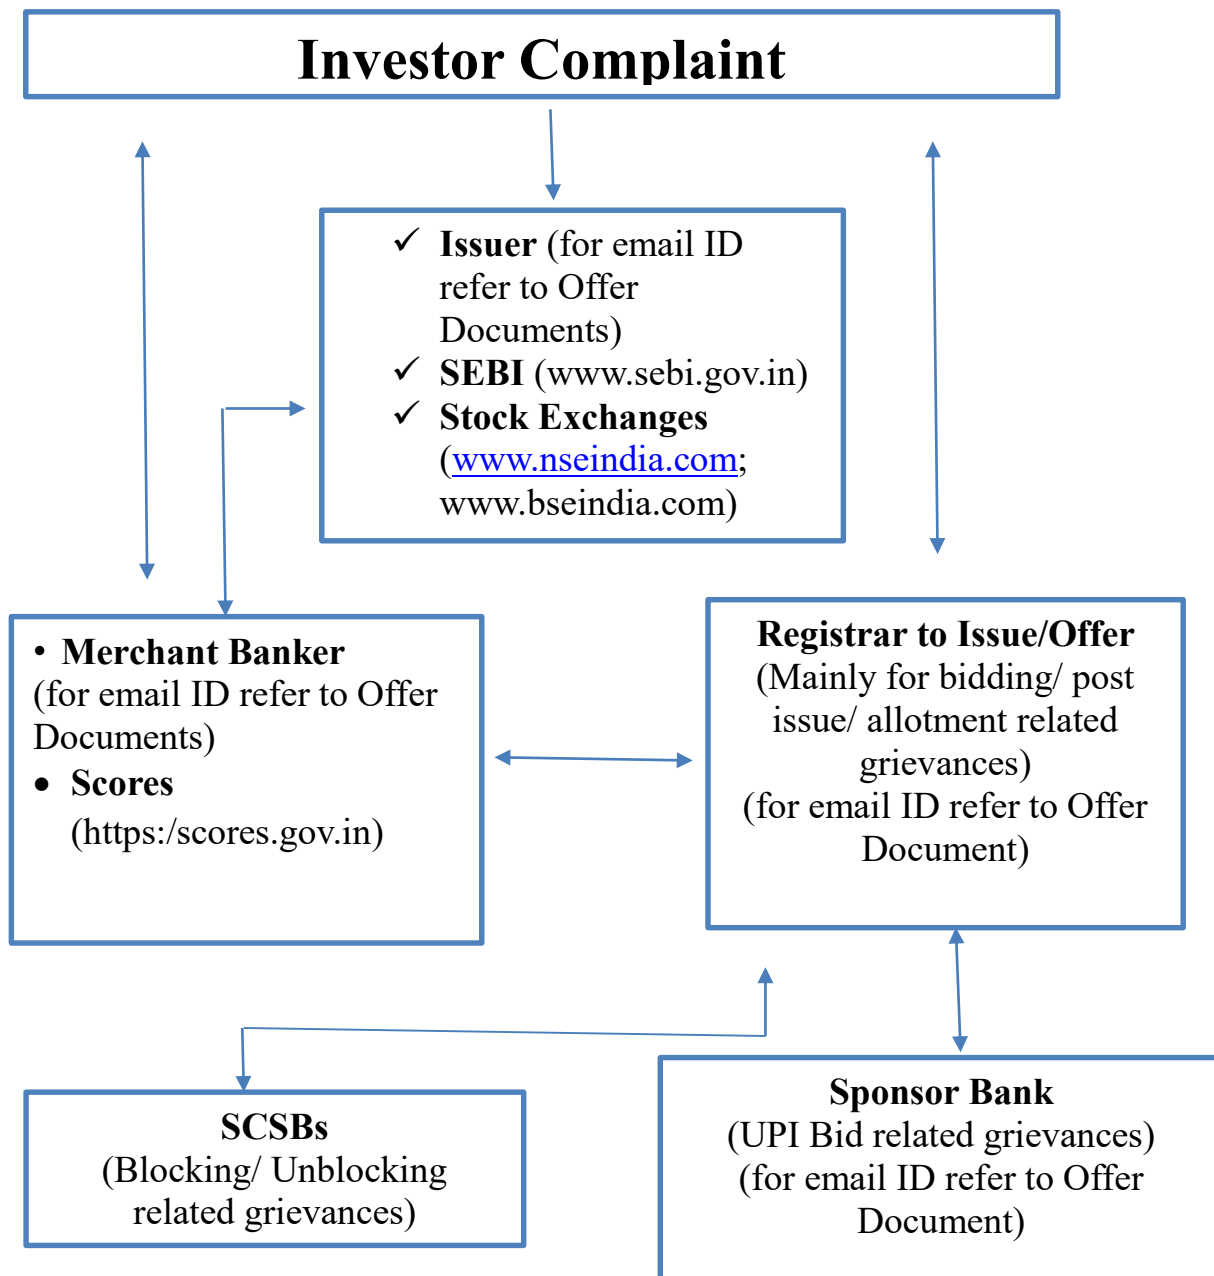 Investor Complaint
✓ Issuer (for email ID
refer to Offer
Documents)
✓ SEBI (www.sebi.gov.in)
✓ Stock Exchanges
(www.nseindia.com;
www.bseindia.com)
• Merchant Banker
(for email ID refer to Offer
Documents)
• Scores
(https:/scores.gov.in)
Registrar to Issue/Offer
(Mainly for bidding/ post
issue/ allotment related
grievances)
(for email ID refer to Offer
Document)
SCSBs
(Blocking/ Unblocking
related grievances)
Sponsor Bank
(UPI Bid related grievances)
(for email ID refer to Offer
Document)